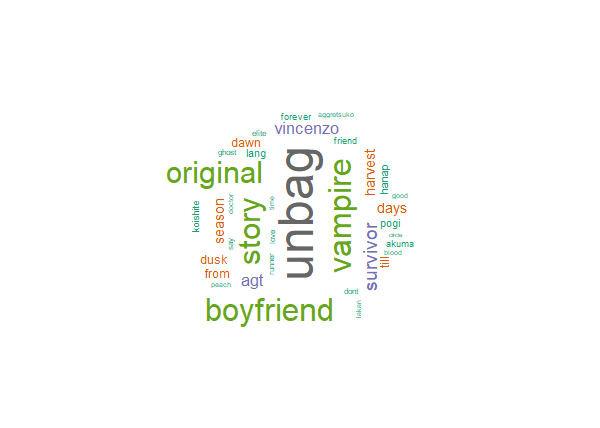 forever
aggretsuko
elite
vincenzo
dawn
friend
ghost
lang
original
unbag
vampire
harvest
hanap
good
koishite
season
doctor
story
time
love
say
runner
days
pogi
survivor
circle
akuma
blood
till
dusk
from
agt
peach
dont
boyfriend
lakan